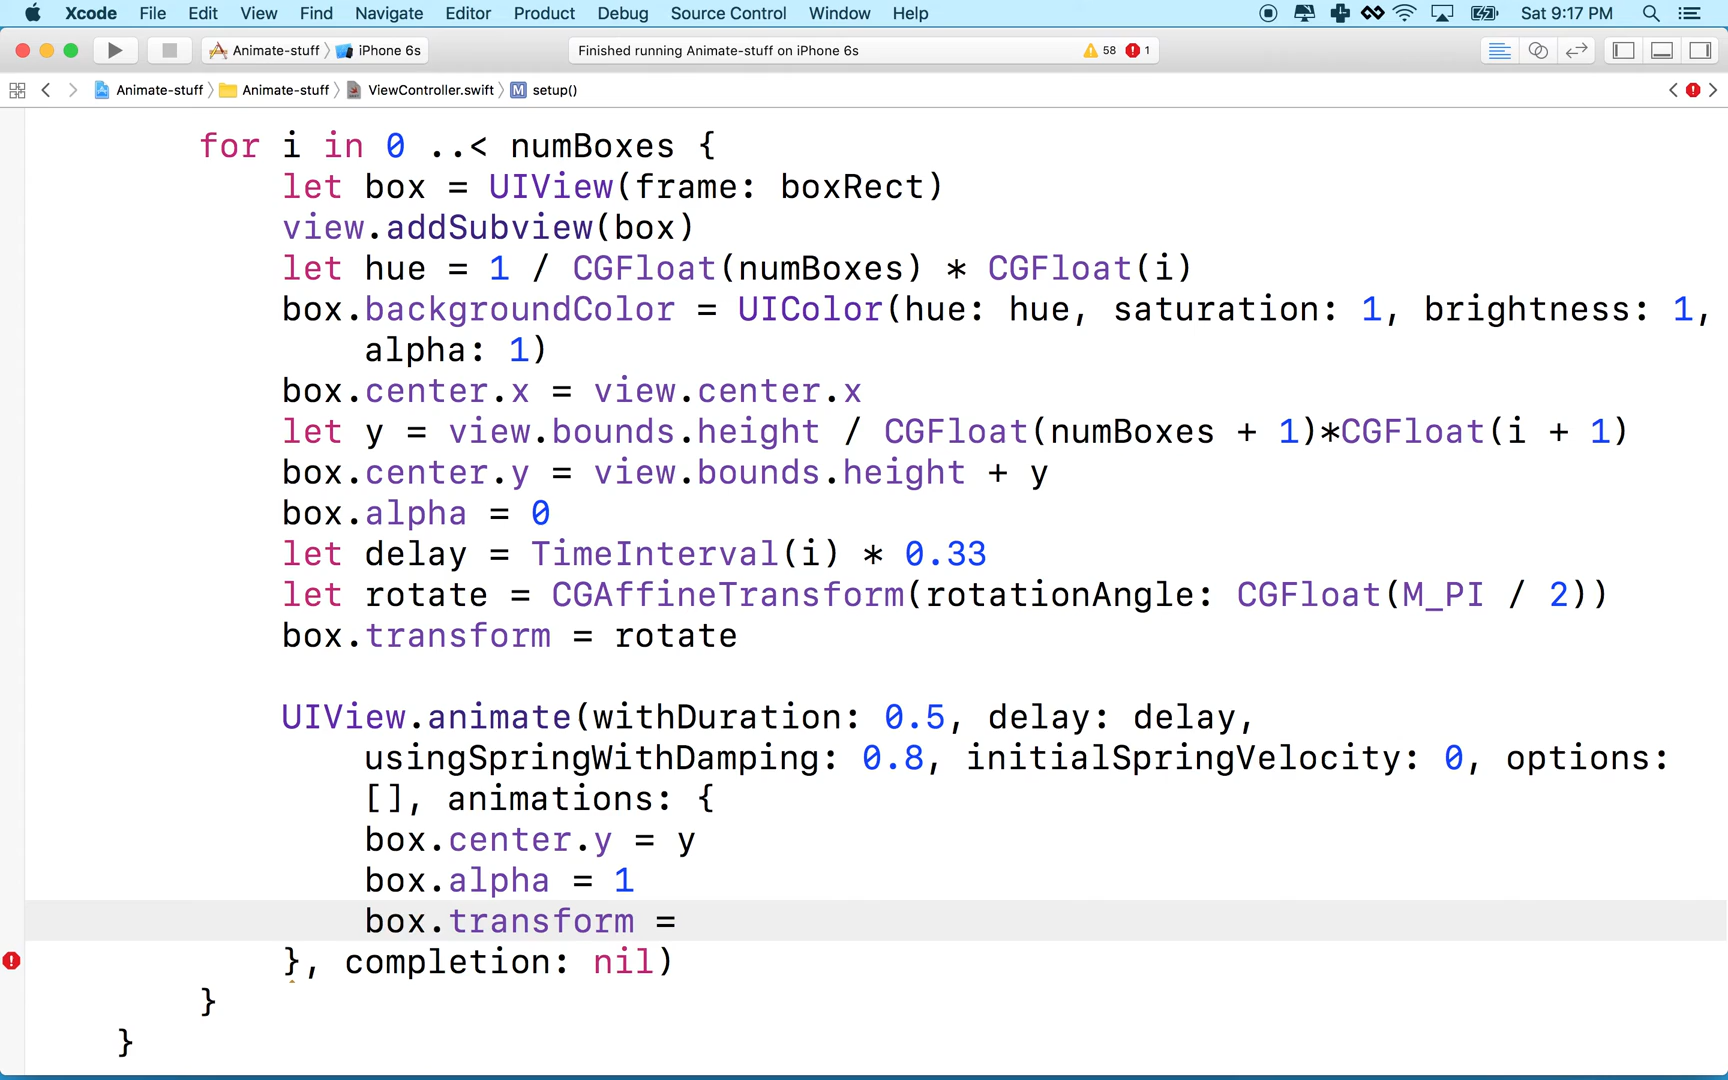 Xcode File Edit View Find Navigate Editor Product Debug Source Control Window Help Sat 9:17 PM
Animate-stuff iPhone 6s Finished running Animate-stuff on iPhone 6s 58 1
Animate-stuff Animate-stuff ViewController.swift M setup()
for i in 0 ..< numBoxes {
let box = UIView(frame: boxRect)
view.addSubview(box)
let hue = 1 / CGFloat(numBoxes) * CGFloat(i)
box.backgroundColor = UIColor(hue: hue, saturation: 1, brightness: 1,
alpha: 1)
box.center.x = view.center.x
let y = view.bounds.height / CGFloat(numBoxes + 1)*CGFloat(i + 1)
box.center.y = view.bounds.height + y
box.alpha = 0
let delay = TimeInterval(i) * 0.33
let rotate = CGAffineTransform(rotationAngle: CGFloat(M_PI / 2))
box.transform = rotate
UIView.animate(withDuration: 0.5, delay: delay,
usingSpringWithDamping: 0.8, initialSpringVelocity: 0, options:
[], animations: {
box.center.y = y
box.alpha = 1
box.transform =
}, completion: nil)
}
}